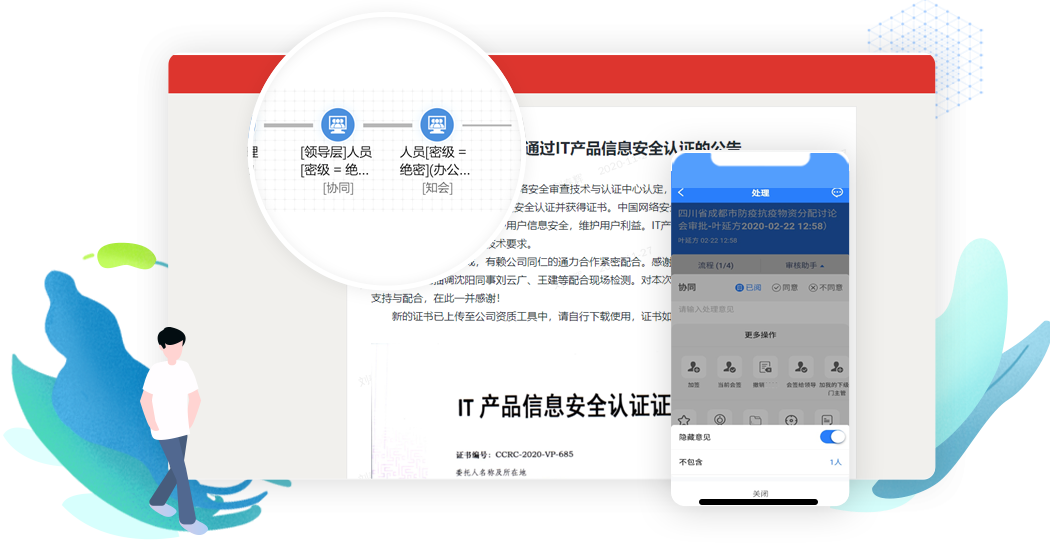 理
[领导层]人员
[密级 = 绝...
[协同]
人员[密级 =
绝密](办公...
[知会]
通过IT产品信息安全认证的公告
络安全审查技术与认证中心认定，
安全认证并获得证书。中国网络安
用户信息安全，维护用户利益。IT产
技术要求。
，有赖公司同仁的通力合作紧密配合。感谢
沈阳同事刘云广、王建等配合现场检测。对本次
支持与配合，在此一并感谢！
新的证书已上传至公司资质工具中，请自行下载使用，证书如
IT 产品信息安全认证证
证书编号：CCRC-2020-VP-685
委托人名称及所在地
处理
四川省成都市防疫抗疫物资分配讨论
会审批-叶延方2020-02-22 12:58）
叶延方 02-22 12:58
流程 (1/4)
审核助手
协同
已阅
同意
不同意
请输入处理意见
更多操作
加签
当前会签
撤销
会签给领导
加我的下级
门主管
隐藏意见
不包含
1人
关闭